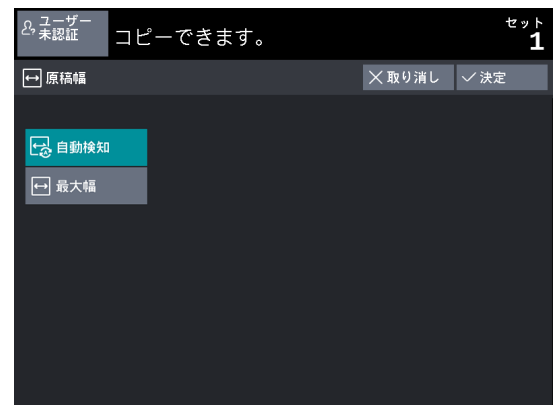 ユーザー
未認証
コピーできます。
セット
1
原稿幅
取り消し
決定
自動検知
最大幅